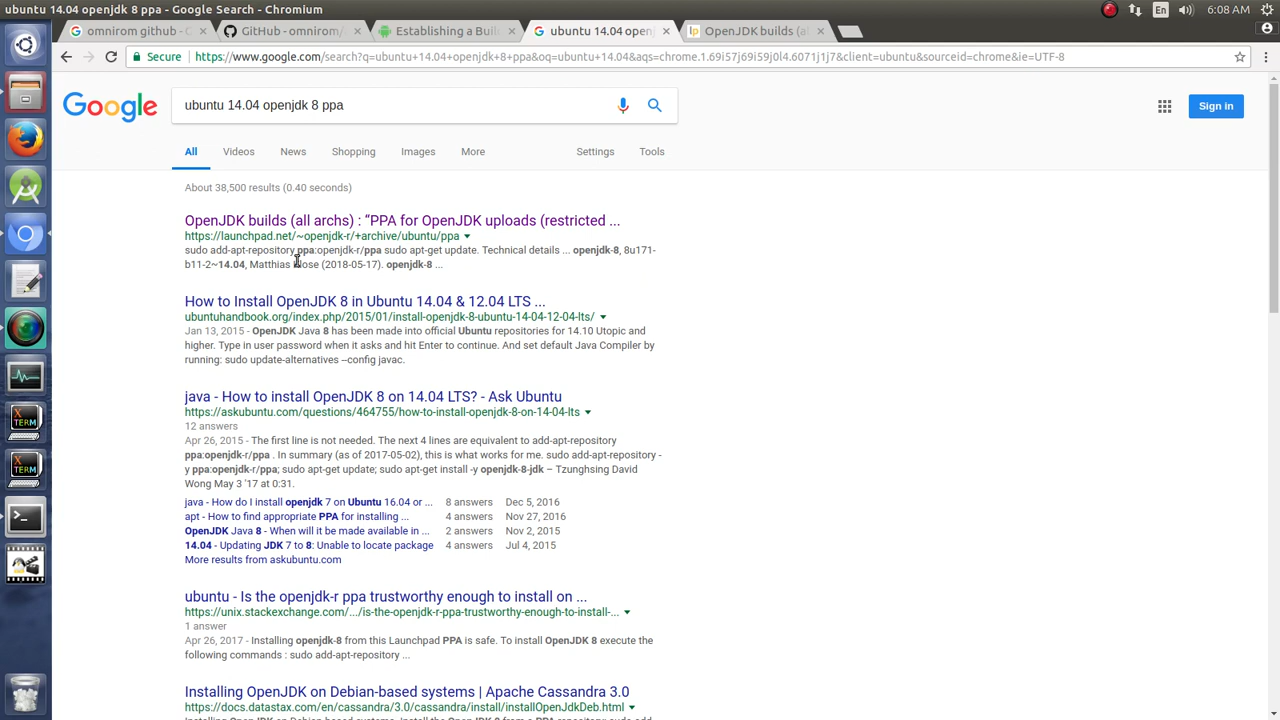 ubuntu 14.04 openjdk 8 ppa - Google Search - Chromium
En
6:08 AM
omnirom github - G
GitHub - omnirom/
Establishing a Buil
ubuntu 14.04 openj
OpenJDK builds (al
Secure
https://www.google.com/search?q=ubuntu+14.04+openjdk+8+ppa&oq=ubuntu+14.04&aqs=chrome.1.69i57j69i59j0l4.6071j1j7&client=ubuntu&sourceid=chrome&ie=UTF-8
Google
ubuntu 14.04 openjdk 8 ppa
Sign in
All Videos News Shopping Images More Settings Tools
About 38,500 results (0.40 seconds)
OpenJDK builds (all archs) : “PPA for OpenJDK uploads (restricted ...
https://launchpad.net/~openjdk-r/+archive/ubuntu/ppa
sudo add-apt-repository ppa:openjdk-r/ppa sudo apt-get update. Technical details ... openjdk-8, 8u171-
b11-2~14.04, Matthias Klose (2018-05-17). openjdk-8 ...
How to Install OpenJDK 8 in Ubuntu 14.04 & 12.04 LTS ...
ubuntuhandbook.org/index.php/2015/01/install-openjdk-8-ubuntu-14-04-12-04-lts/
Jan 13, 2015 - OpenJDK Java 8 has been made into official Ubuntu repositories for 14.10 Utopic and
higher. Type in user password when it asks and hit Enter to continue. And set default Java Compiler by
running: sudo update-alternatives --config javac.
java - How to install OpenJDK 8 on 14.04 LTS? - Ask Ubuntu
https://askubuntu.com/questions/464755/how-to-install-openjdk-8-on-14-04-lts
12 answers
Apr 26, 2015 - The first line is not needed. The next 4 lines are equivalent to add-apt-repository
ppa:openjdk-r/ppa . In summary (as of 2017-05-02), this is what works for me. sudo add-apt-repository -
y ppa:openjdk-r/ppa; sudo apt-get update; sudo apt-get install -y openjdk-8-jdk – Tzunghsing David
Wong May 3 '17 at 0:31.
java - How do I install openjdk 7 on Ubuntu 16.04 or ... 8 answers Dec 5, 2016
apt - How to find appropriate PPA for installing ... 4 answers Nov 27, 2016
OpenJDK Java 8 - When will it be made available in ... 2 answers Nov 2, 2015
14.04 - Updating JDK 7 to 8: Unable to locate package 4 answers Jul 4, 2015
More results from askubuntu.com
ubuntu - Is the openjdk-r ppa trustworthy enough to install on ...
https://unix.stackexchange.com/.../is-the-openjdk-r-ppa-trustworthy-enough-to-install-...
1 answer
Apr 26, 2017 - Installing openjdk-8 from this Launchpad PPA is safe. To install OpenJDK 8 execute the
following commands : sudo add-apt-repository ...
Installing OpenJDK on Debian-based systems | Apache Cassandra 3.0
https://docs.datastax.com/en/cassandra/3.0/cassandra/install/installOpenJdkDeb.html
X TERM
X TERM